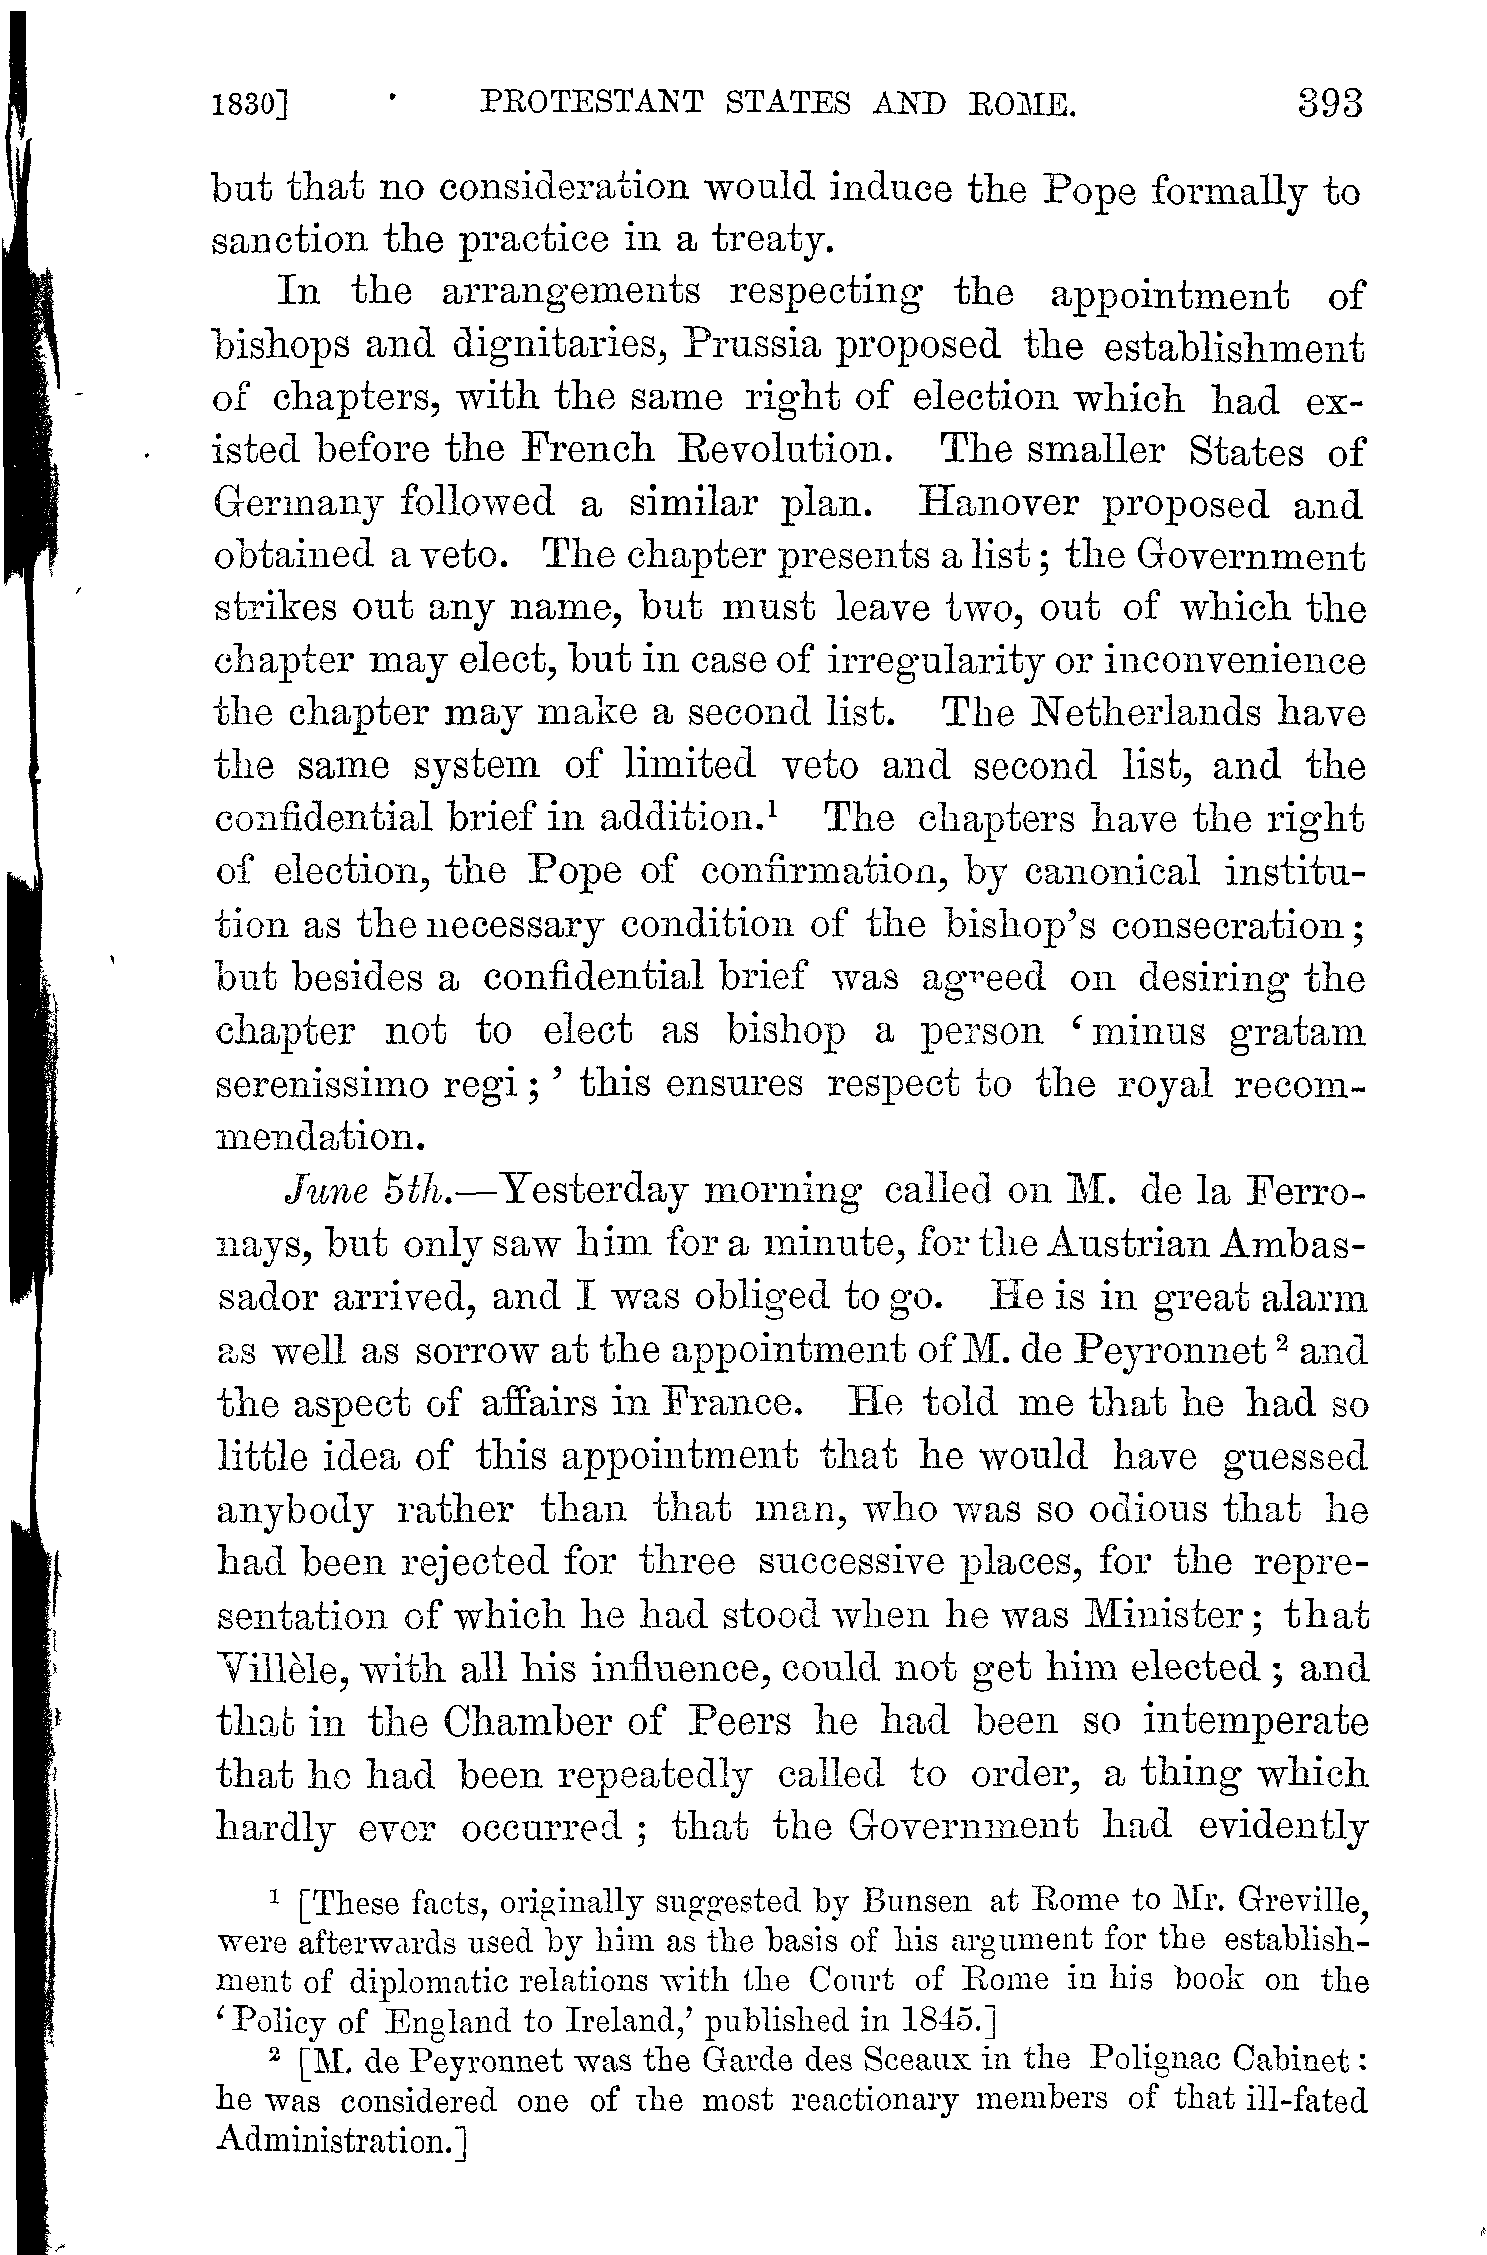 1830] PROTESTANT STATES AND ROME. 393
but that no consideration would induce the Pope formally to
sanction the practice in a treaty.
In the arrangements respecting the appointment of
bishops and dignitaries, Prussia proposed the establishment
of chapters, with the same right of election which had ex-
isted before the French Revolution. The smaller States of
Germany followed a similar plan. Hanover proposed and
obtained a veto. The chapter presents a list; the Government
strikes out any name, but must leave two, out of which the
chapter may elect, but in case of irregularity or inconvenience
the chapter may make a second list. The Netherlands have
the same system of limited veto and second list, and the
confidential brief in addition.¹ The chapters have the right
of election, the Pope of confirmation, by canonical institu-
tion as the necessary condition of the bishop's consecration;
but besides a confidential brief was agreed on desiring the
chapter not to elect as bishop a person ‘minus gratam
serenissimo regi;’ this ensures respect to the royal recom-
mendation.
June 5th.—Yesterday morning called on M. de la Ferro-
nays, but only saw him for a minute, for the Austrian Ambas-
sador arrived, and I was obliged to go. He is in great alarm
as well as sorrow at the appointment of M. de Peyronnet ² and
the aspect of affairs in France. He told me that he had so
little idea of this appointment that he would have guessed
anybody rather than that man, who was so odious that he
had been rejected for three successive places, for the repre-
sentation of which he had stood when he was Minister; that
Villèle, with all his influence, could not get him elected; and
that in the Chamber of Peers he had been so intemperate
that he had been repeatedly called to order, a thing which
hardly ever occurred; that the Government had evidently
¹ [These facts, originally suggested by Bunsen at Rome to Mr. Greville,
were afterwards used by him as the basis of his argument for the establish-
ment of diplomatic relations with the Court of Rome in his book on the
‘Policy of England to Ireland,’ published in 1845.]
² [M. de Peyronnet was the Garde des Sceaux in the Polignac Cabinet:
he was considered one of the most reactionary members of that ill-fated
Administration.]